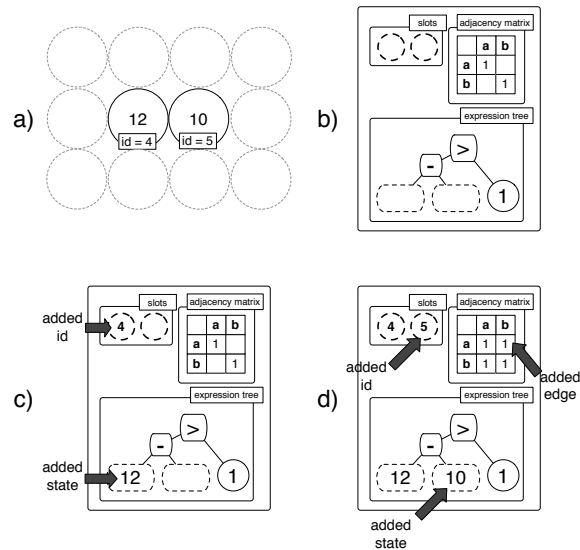 a)
12 10
id = 4 id = 5
b)
slots
adjacency matrix
a b
a 1
b 1
expression tree
>
-
1
c)
added
id
slots
adjacency matrix
4
a b
a 1
b 1
expression tree
>
-
added
state
12 1
d)
slots
adjacency matrix
4 5
a b
a 1 1
b 1 1
added
id
added
edge
expression tree
>
-
12 10 1
added
state